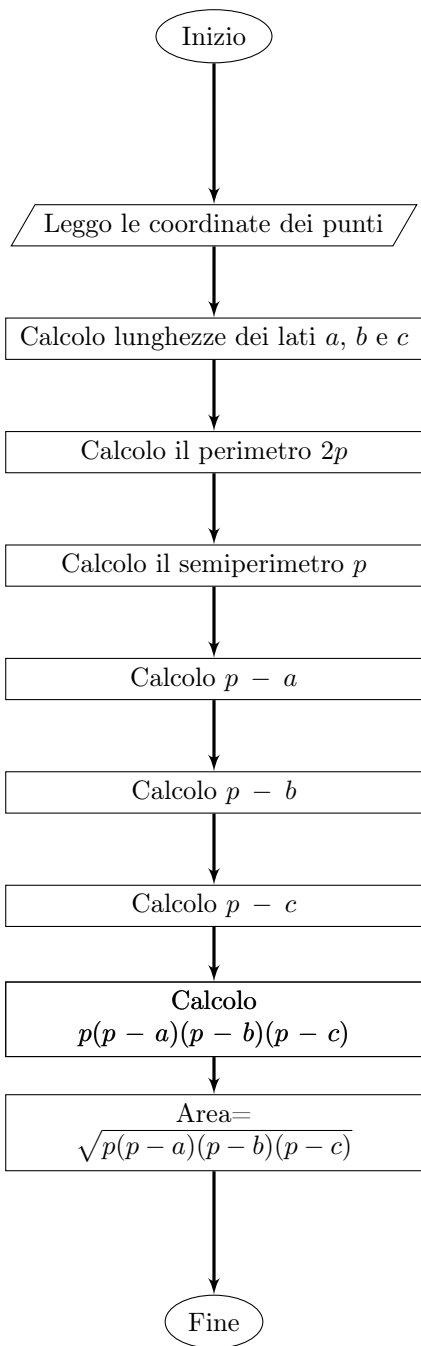 Inizio
Leggo le coordinate dei punti
Calcolo lunghezze dei lati a, b e c
Calcolo il perimetro 2p
Calcolo il semiperimetro p
Calcolo p − a
Calcolo p − b
Calcolo p − c
Calcolo
p(p − a)(p − b)(p − c)
Area=
√p(p − a)(p − b)(p − c)
Fine